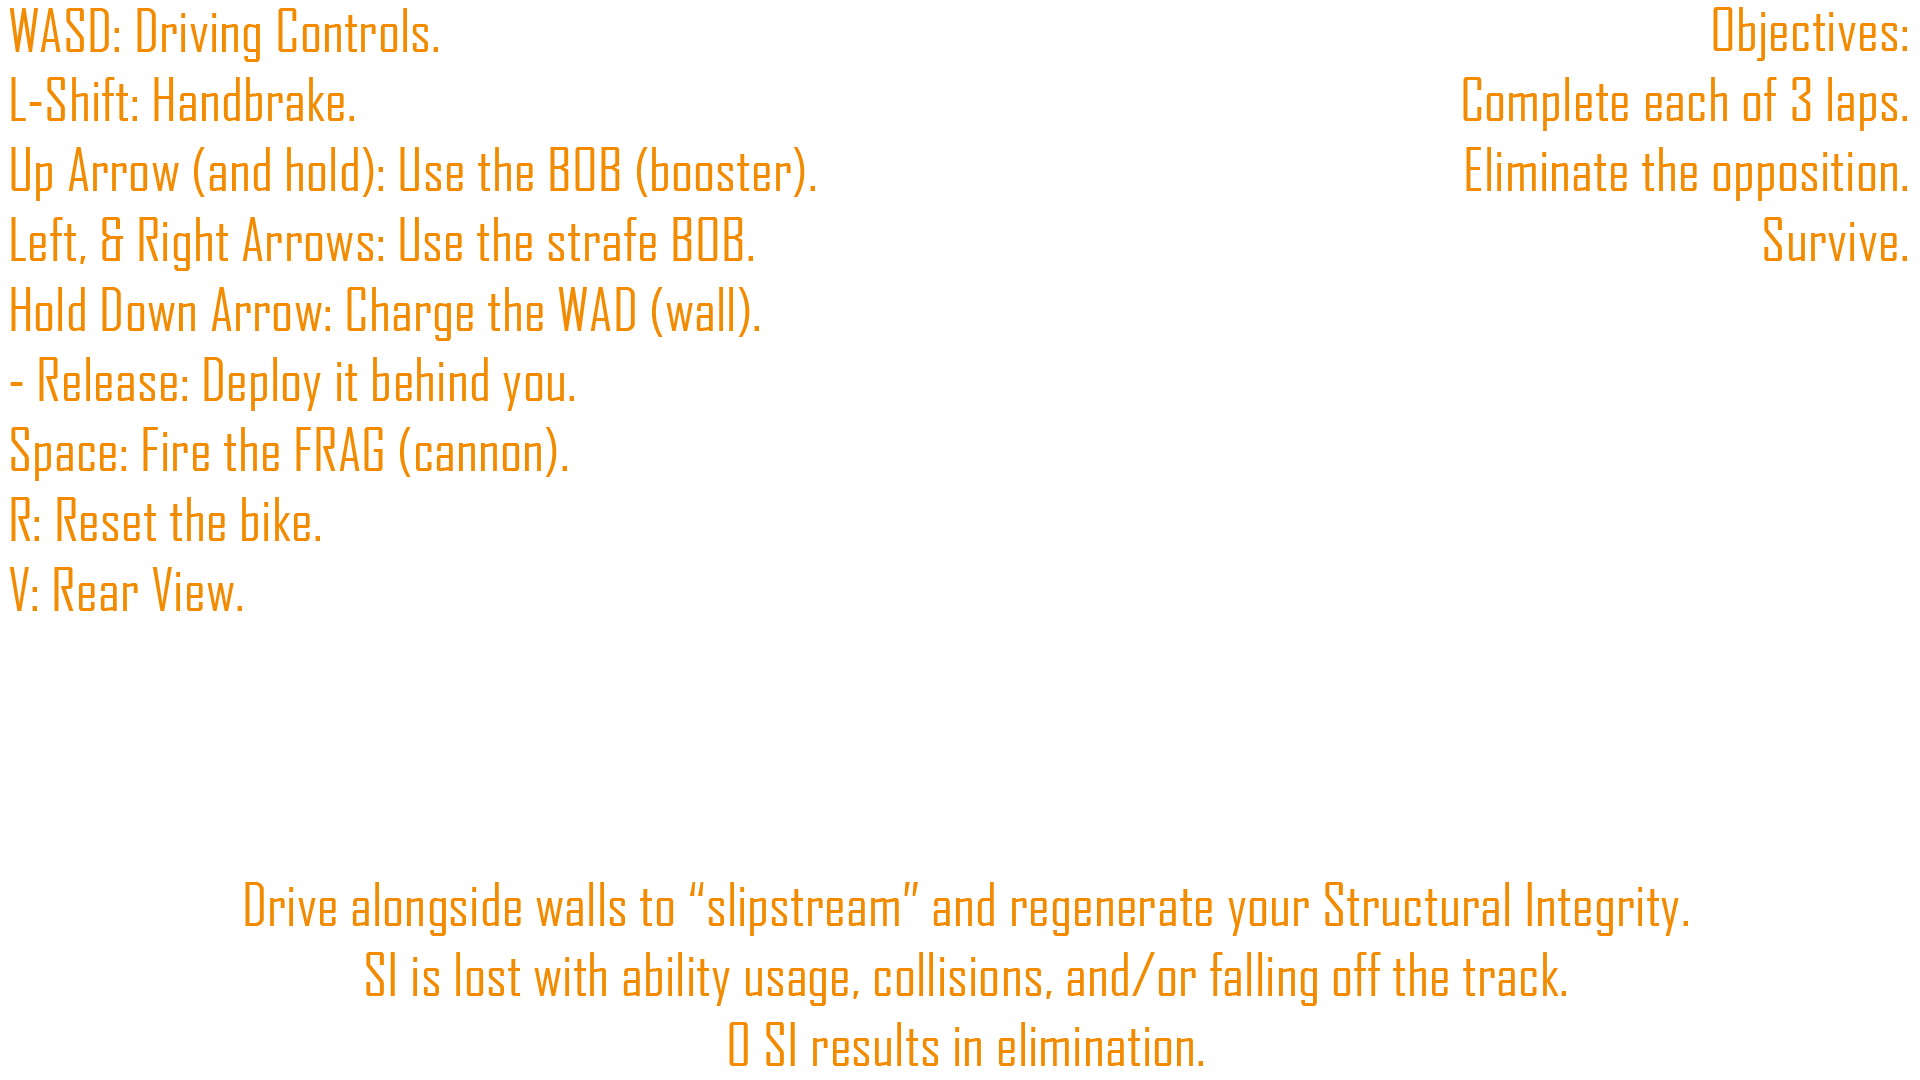 WASD: Driving Controls.
L-Shift: Handbrake.
Up Arrow (and hold): Use the BOB (booster).
Left, & Right Arrows: Use the strafe BOB.
Hold Down Arrow: Charge the WAD (wall).
- Release: Deploy it behind you.
Space: Fire the FRAG (cannon).
R: Reset the bike.
V: Rear View.
Objectives:
Complete each of 3 laps.
Eliminate the opposition.
Survive.
Drive alongside walls to “slipstream” and regenerate your Structural Integrity.
SI is lost with ability usage, collisions, and/or falling off the track.
0 SI results in elimination.